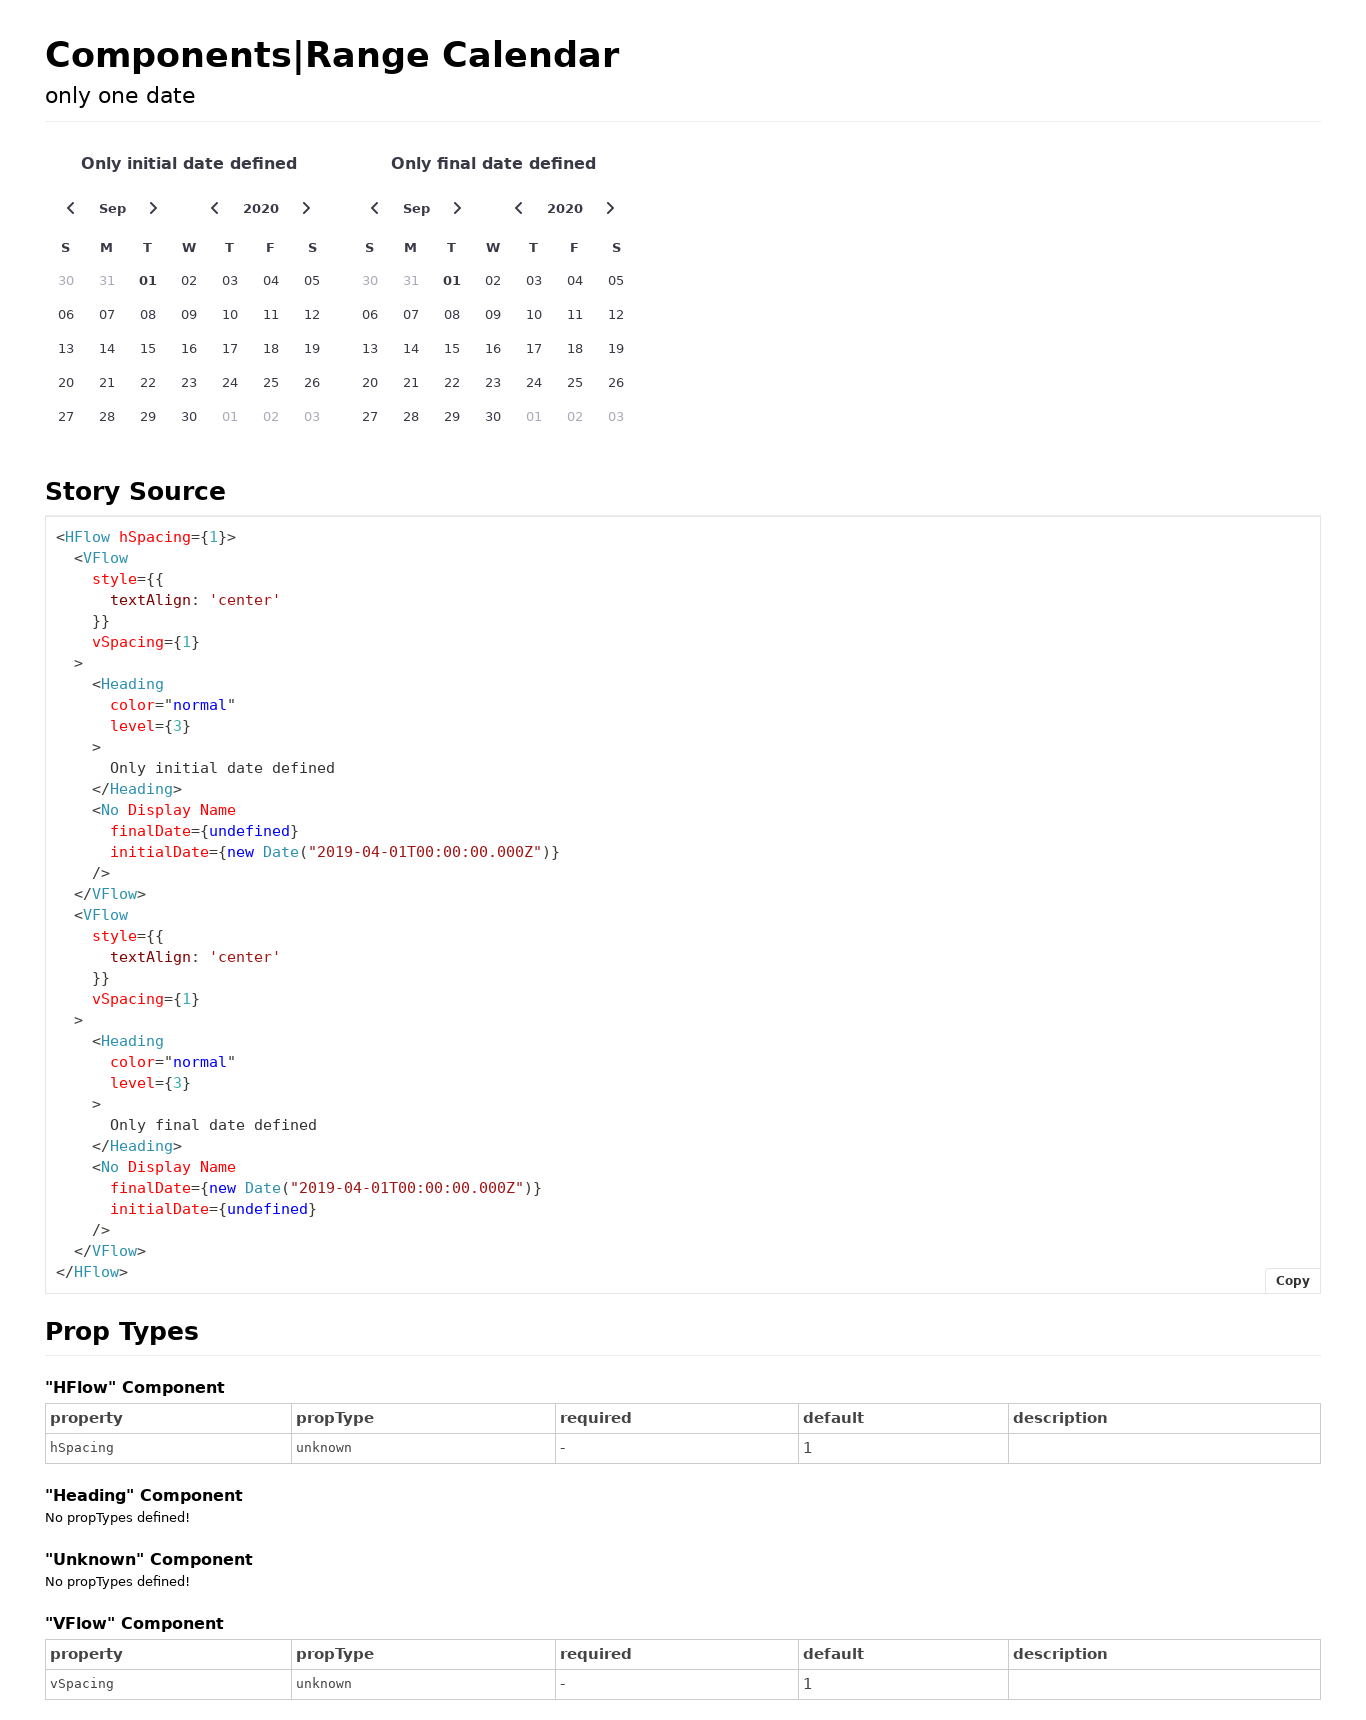 Components|Range Calendar
only one date
Only initial date defined Only final date defined
Sep 2020 Sep 2020
S M T W T F S S M T W T F S
30 31 01 02 03 04 05 30 31 01 02 03 04 05
06 07 08 09 10 11 12 06 07 08 09 10 11 12
13 14 15 16 17 18 19 13 14 15 16 17 18 19
20 21 22 23 24 25 26 20 21 22 23 24 25 26
27 28 29 30 01 02 03 27 28 29 30 01 02 03
Story Source
<HFlow hSpacing={1}>
  <VFlow
    style={{
      textAlign: 'center'
    }}
    vSpacing={1}
  >
    <Heading
      color="normal"
      level={3}
    >
      Only initial date defined
    </Heading>
    <No Display Name
      finalDate={undefined}
      initialDate={new Date("2019-04-01T00:00:00.000Z")}
    />
  </VFlow>
  <VFlow
    style={{
      textAlign: 'center'
    }}
    vSpacing={1}
  >
    <Heading
      color="normal"
      level={3}
    >
      Only final date defined
    </Heading>
    <No Display Name
      finalDate={new Date("2019-04-01T00:00:00.000Z")}
      initialDate={undefined}
    />
  </VFlow>
</HFlow>
Copy
Prop Types
"HFlow" Component
property propType required default description
hSpacing unknown - 1
"Heading" Component
No propTypes defined!
"Unknown" Component
No propTypes defined!
"VFlow" Component
property propType required default description
vSpacing unknown - 1